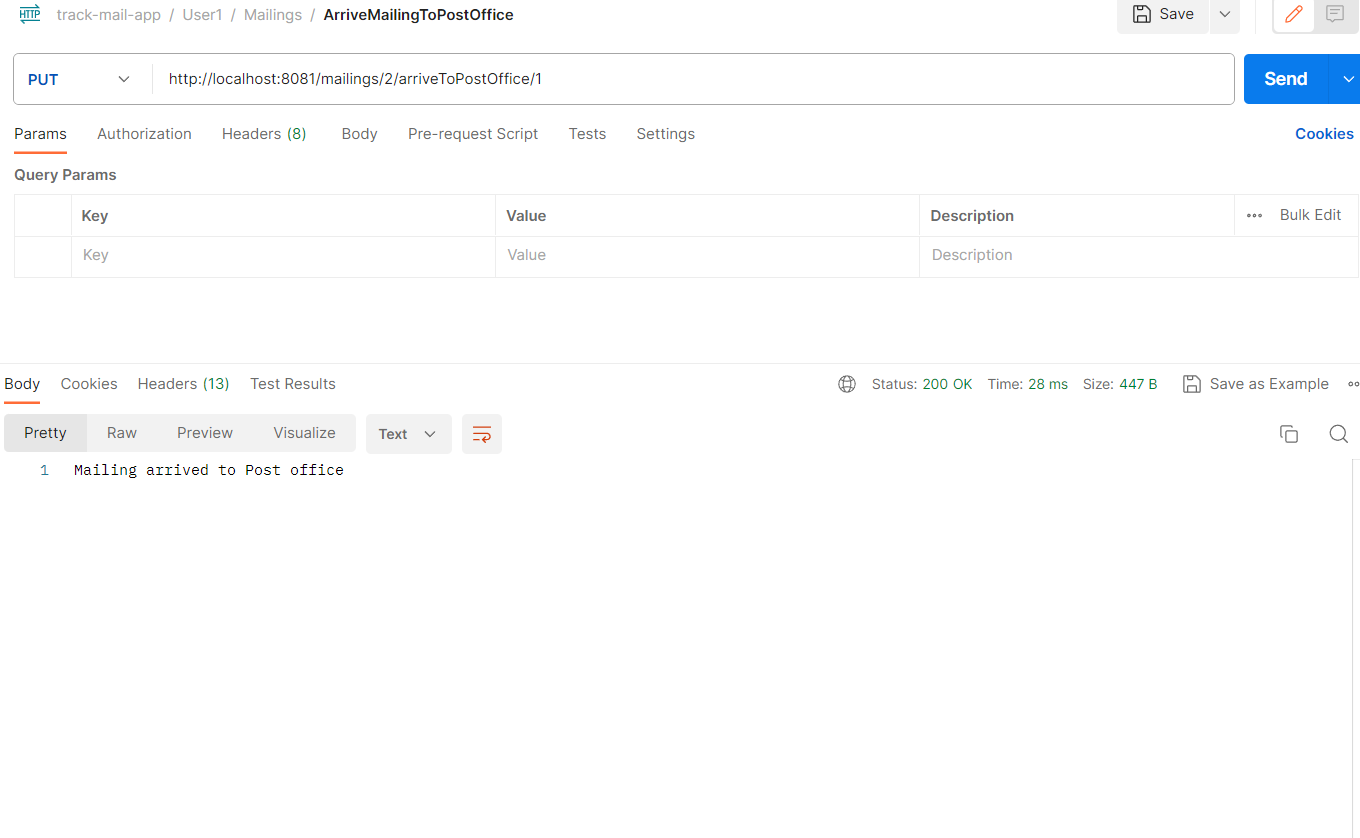 HTTP track-mail-app / User1 / Mailings / ArriveMailingToPostOffice Save
PUT http://localhost:8081/mailings/2/arriveToPostOffice/1 Send
Params Authorization Headers (8) Body Pre-request Script Tests Settings Cookies
Query Params
Key Value Description ••• Bulk Edit
Key Value Description
Body Cookies Headers (13) Test Results Status: 200 OK Time: 28 ms Size: 447 B Save as Example
Pretty Raw Preview Visualize Text
1 Mailing arrived to Post office